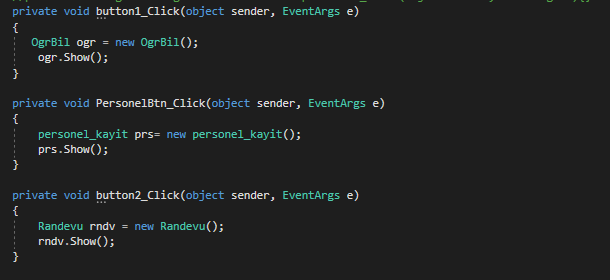 private void button1_Click(object sender, EventArgs e)
{
OgrBil ogr = new OgrBil();
ogr.Show();
}
private void PersonelBtn_Click(object sender, EventArgs e)
{
personel_kayit prs= new personel_kayit();
prs.Show();
}
private void button2_Click(object sender, EventArgs e)
{
Randevu rndv = new Randevu();
rndv.Show();
}